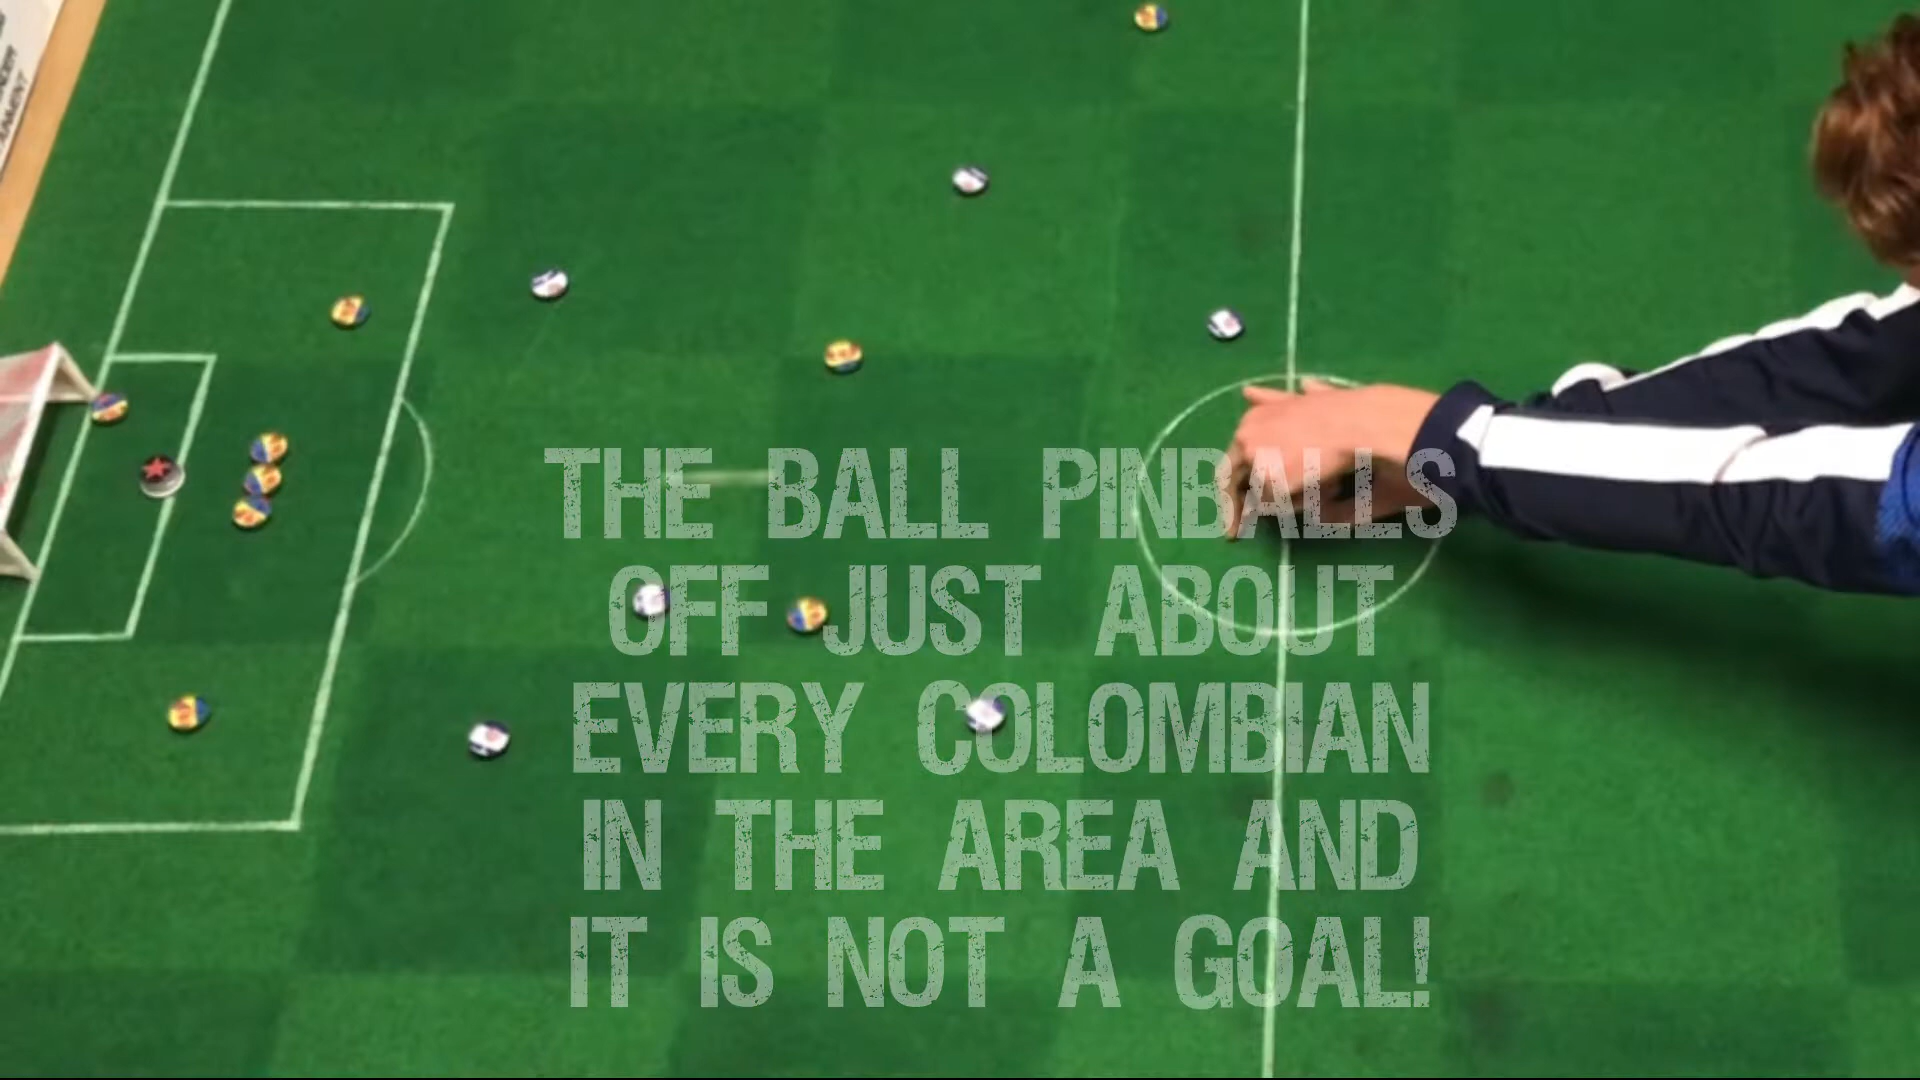 THE BALL PINBALLS
OFF JUST ABOUT
EVERY COLOMBIAN
IN THE AREA AND
IT IS NOT A GOAL!